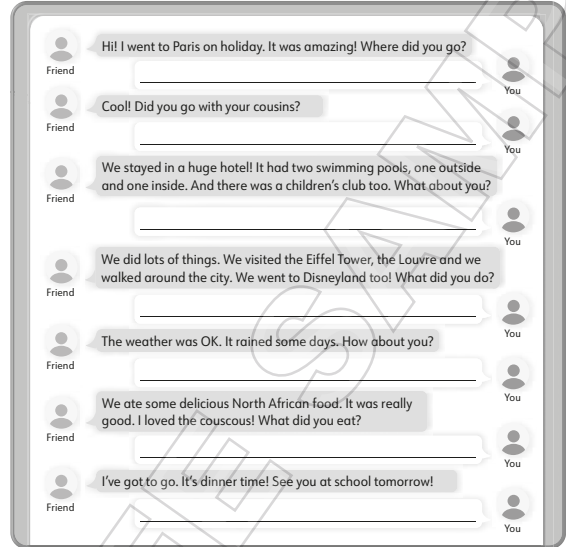 Hi! I went to Paris on holiday. It was amazing! Where did you go?
Friend
You
Cool! Did you go with your cousins?
Friend
You
We stayed in a huge hotel! It had two swimming pools, one outside
and one inside. And there was a children's club too. What about you?
Friend
You
We did lots of things. We visited the Eiffel Tower, the Louvre and we
walked around the city. We went to Disneyland too! What did you do?
Friend
You
The weather was OK. It rained some days. How about you?
Friend
You
We ate some delicious North African food. It was really
good. I loved the couscous! What did you eat?
Friend
You
I've got to go. It's dinner time! See you at school tomorrow!
Friend
You